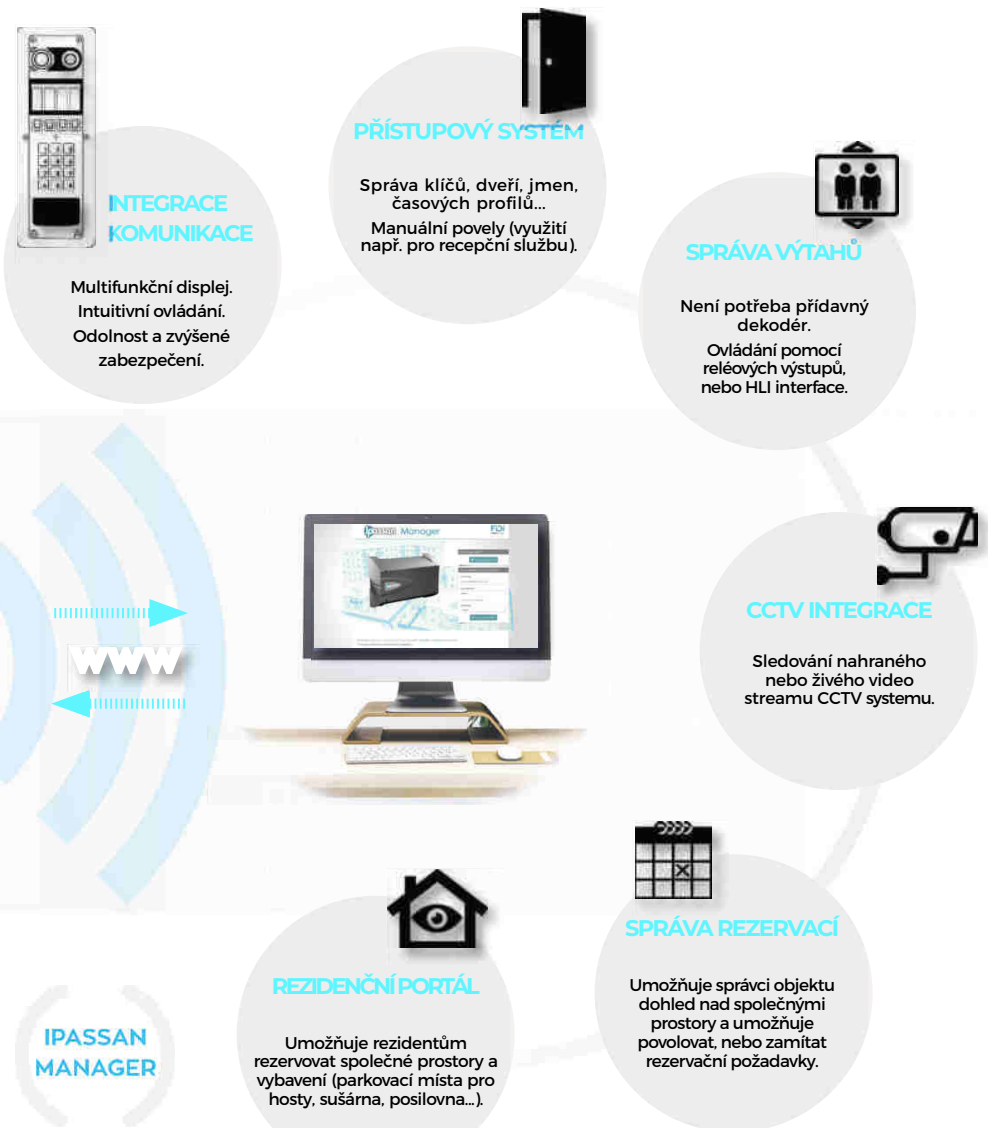 PŘÍSTUPOVÝ SYSTÉM
Správa klíčů, dveří, jmen,
časových profilů...
Manuální povely (využití
např. pro recepční službu).
INTEGRACE
KOMUNIKACE
Multifunkční displej.
Intuitivní ovládání.
Odolnost a zvýšené
zabezpečení.
SPRÁVA VÝTAHŮ
Není potřeba přídavný
dekodér.
Ovládání pomocí
reléových výstupů,
nebo HLI interface.
ipassan Manager
FDI
CCTV INTEGRACE
Sledování nahraného
nebo živého video
streamu CCTV systemu.
WWW
SPRÁVA REZERVACÍ
Umožňuje správci objektu
dohled nad společnými
prostory a umožňuje
povolovat, nebo zamítat
rezervační požadavky.
REZIDENČNÍ PORTÁL
Umožňuje rezidentům
rezervovat společné prostory a
vybavení (parkovací místa pro
hosty, sušárna, posilovna...).
IPASSAN
MANAGER